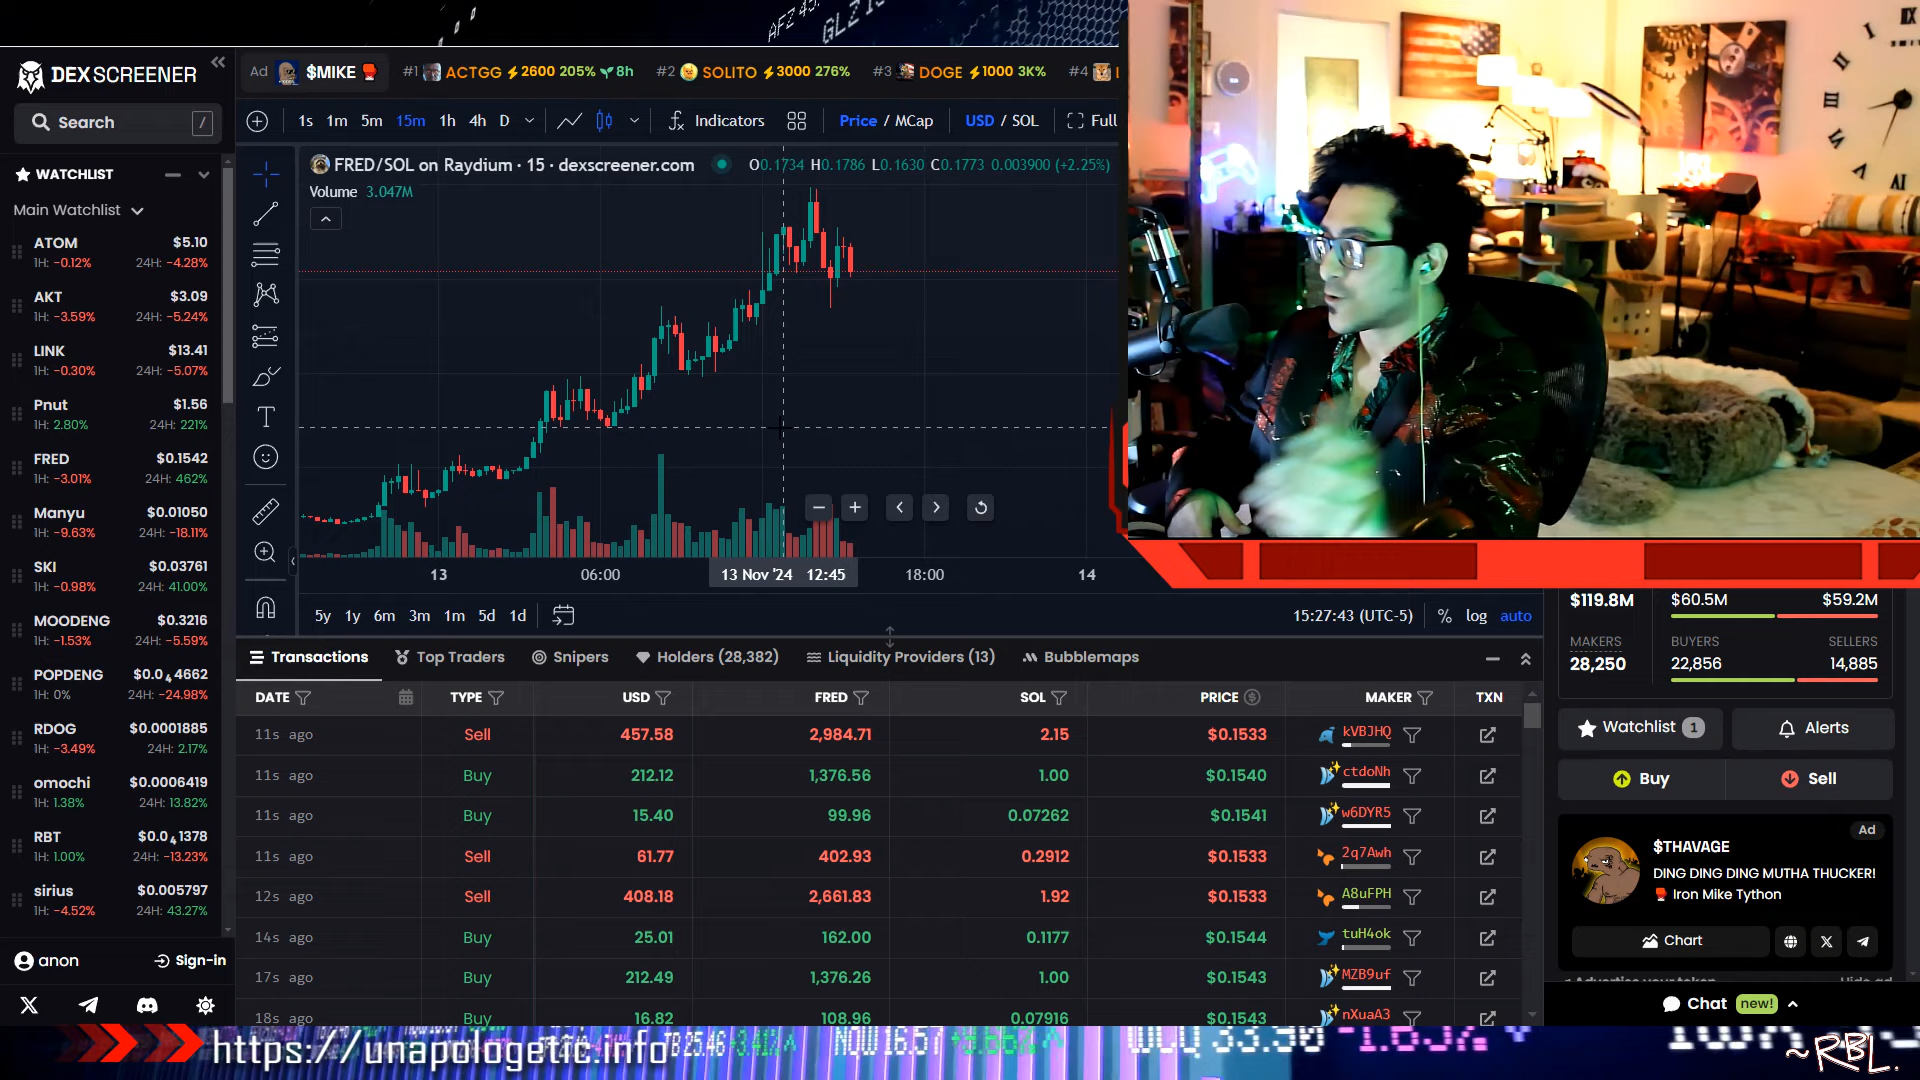 DEX SCREENER
Search /
WATCHLIST
Main Watchlist
ATOM $5.10
1H: -0.12% 24H: -4.28%
AKT $3.09
1H: -3.59% 24H: -5.24%
LINK $13.41
1H: -0.30% 24H: -5.07%
Pnut $1.56
1H: 2.80% 24H: 221%
FRED $0.1542
1H: -3.01% 24H: 462%
Manyu $0.01050
1H: -9.63% 24H: -18.11%
SKI $0.03761
1H: -0.98% 24H: 41.00%
MOODENG $0.3216
1H: -1.53% 24H: -5.59%
POPDENG $0.0₄4662
1H: 0% 24H: -24.98%
RDOG $0.0001885
1H: -3.49% 24H: 2.17%
omochi $0.0006419
1H: 1.38% 24H: 13.82%
RBT $0.0₄1378
1H: 1.00% 24H: -13.23%
sirius $0.005797
1H: -4.52% 24H: 43.27%
anon Sign-in
Ad $MIKE #1 ACTGG 2600 205% 8h #2 SOLITO 3000 276% #3 DOGE 1000 3K% #4
1s 1m 5m 15m 1h 4h D Indicators Price / MCap USD / SOL Full
FRED/SOL on Raydium · 15 · dexscreener.com O0.1734 H0.1786 L0.1630 C0.1773 0.003900 (+2.25%)
Volume 3.047M
13 06:00 13 Nov '24 12:45 18:00 14
5y 1y 6m 3m 1m 5d 1d 15:27:43 (UTC-5) % log auto
Transactions Top Traders Snipers Holders (28,382) Liquidity Providers (13) Bubblemaps
DATE TYPE USD FRED SOL PRICE MAKER TXN
11s ago Sell 457.58 2,984.71 2.15 $0.1533 kVBJHQ
11s ago Buy 212.12 1,376.56 1.00 $0.1540 ctdoNh
11s ago Buy 15.40 99.96 0.07262 $0.1541 w6DYR5
11s ago Sell 61.77 402.93 0.2912 $0.1533 2q7Awh
12s ago Sell 408.18 2,661.83 1.92 $0.1533 A8uFPH
14s ago Buy 25.01 162.00 0.1177 $0.1544 tuH4ok
17s ago Buy 212.49 1,376.26 1.00 $0.1543 MZB9uf
18s ago Buy 16.82 108.96 0.07916 $0.1543 nXuaA3
$119.8M $60.5M $59.2M
MAKERS BUYERS SELLERS
28,250 22,856 14,885
Watchlist 1 Alerts
Buy Sell
Ad
$THAVAGE
DING DING DING MUTHA THUCKER!
Iron Mike Tython
Chart
Chat new!
https://unapologetic.info
~RBL.